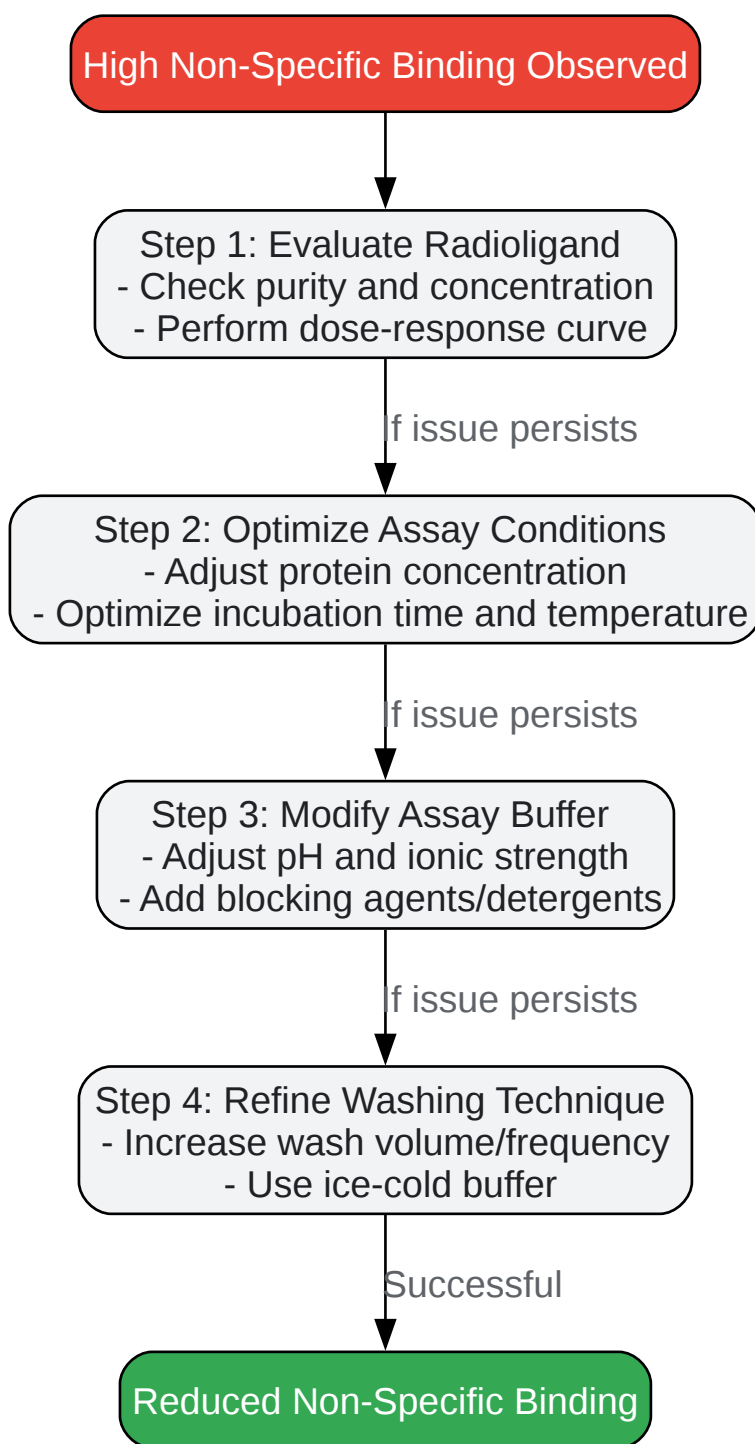 High Non-Specific Binding Observed
Step 1: Evaluate Radioligand
- Check purity and concentration
- Perform dose-response curve
If issue persists
Step 2: Optimize Assay Conditions
- Adjust protein concentration
- Optimize incubation time and temperature
If issue persists
Step 3: Modify Assay Buffer
- Adjust pH and ionic strength
- Add blocking agents/detergents
If issue persists
Step 4: Refine Washing Technique
- Increase wash volume/frequency
- Use ice-cold buffer
Successful
Reduced Non-Specific Binding